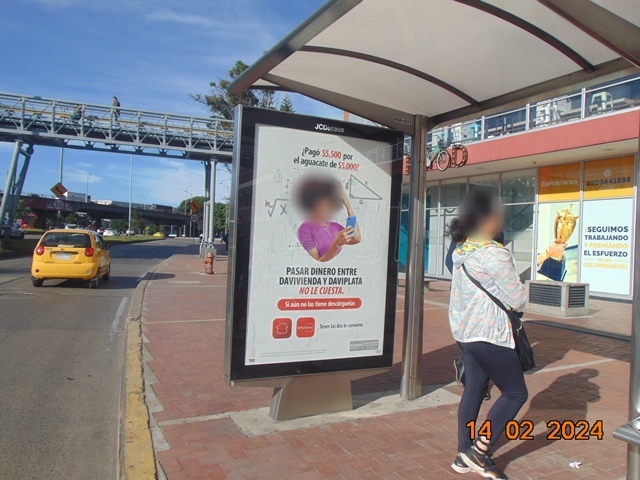 JCDecaux
¿Pagó $5.500 por
el aguacate de $5.000?
PASAR DINERO ENTRE
DAVIVIENDA Y DAVIPLATA
NO LE CUESTA.
Si aún no las tiene descárguelas
Tener las dos le conviene.
¡SEGUIMOS
TRABAJANDO
Y PREMIANDO
EL ESFUERZO
14 02 2024